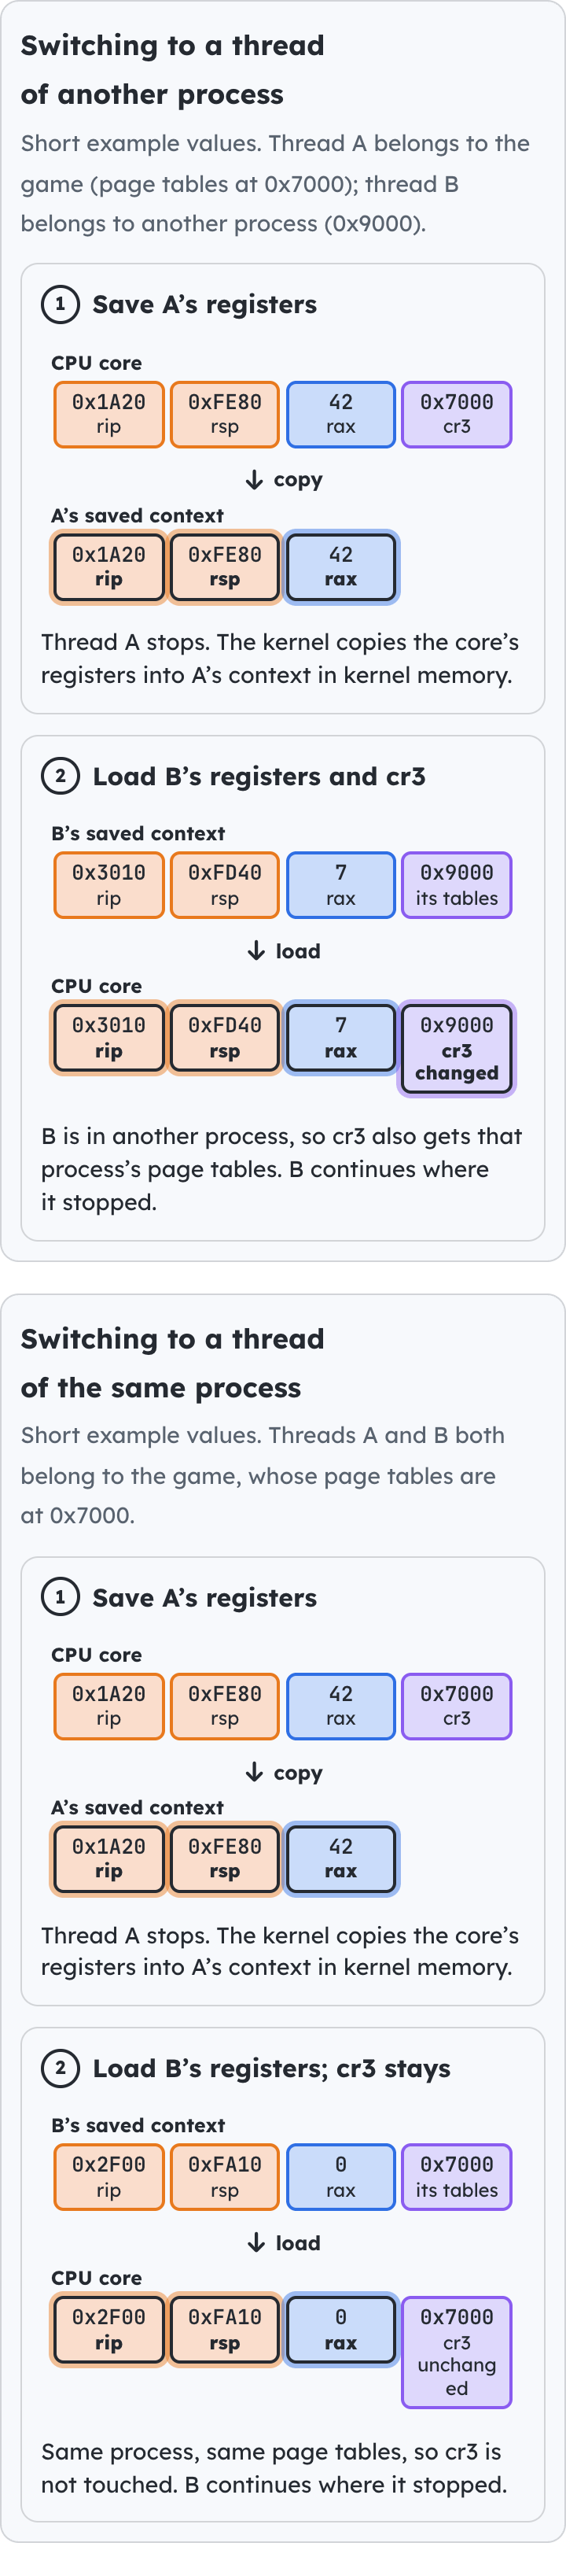 Switching to a thread
of another process
Short example values. Thread A belongs to the
game (page tables at 0x7000); thread B
belongs to another process (0x9000).
1 Save A’s registers
CPU core
0x1A20 0xFE80 42 0x7000
rip rsp rax cr3
↓ copy
A’s saved context
0x1A20 0xFE80 42
rip rsp rax
Thread A stops. The kernel copies the core’s
registers into A’s context in kernel memory.
2 Load B’s registers and cr3
B’s saved context
0x3010 0xFD40 7 0x9000
rip rsp rax its tables
↓ load
CPU core
0x3010 0xFD40 7 0x9000
rip rsp rax cr3
changed
B is in another process, so cr3 also gets that
process’s page tables. B continues where
it stopped.
Switching to a thread
of the same process
Short example values. Threads A and B both
belong to the game, whose page tables are
at 0x7000.
1 Save A’s registers
CPU core
0x1A20 0xFE80 42 0x7000
rip rsp rax cr3
↓ copy
A’s saved context
0x1A20 0xFE80 42
rip rsp rax
Thread A stops. The kernel copies the core’s
registers into A’s context in kernel memory.
2 Load B’s registers; cr3 stays
B’s saved context
0x2F00 0xFA10 0 0x7000
rip rsp rax its tables
↓ load
CPU core
0x2F00 0xFA10 0 0x7000
rip rsp rax cr3
unchang
ed
Same process, same page tables, so cr3 is
not touched. B continues where it stopped.